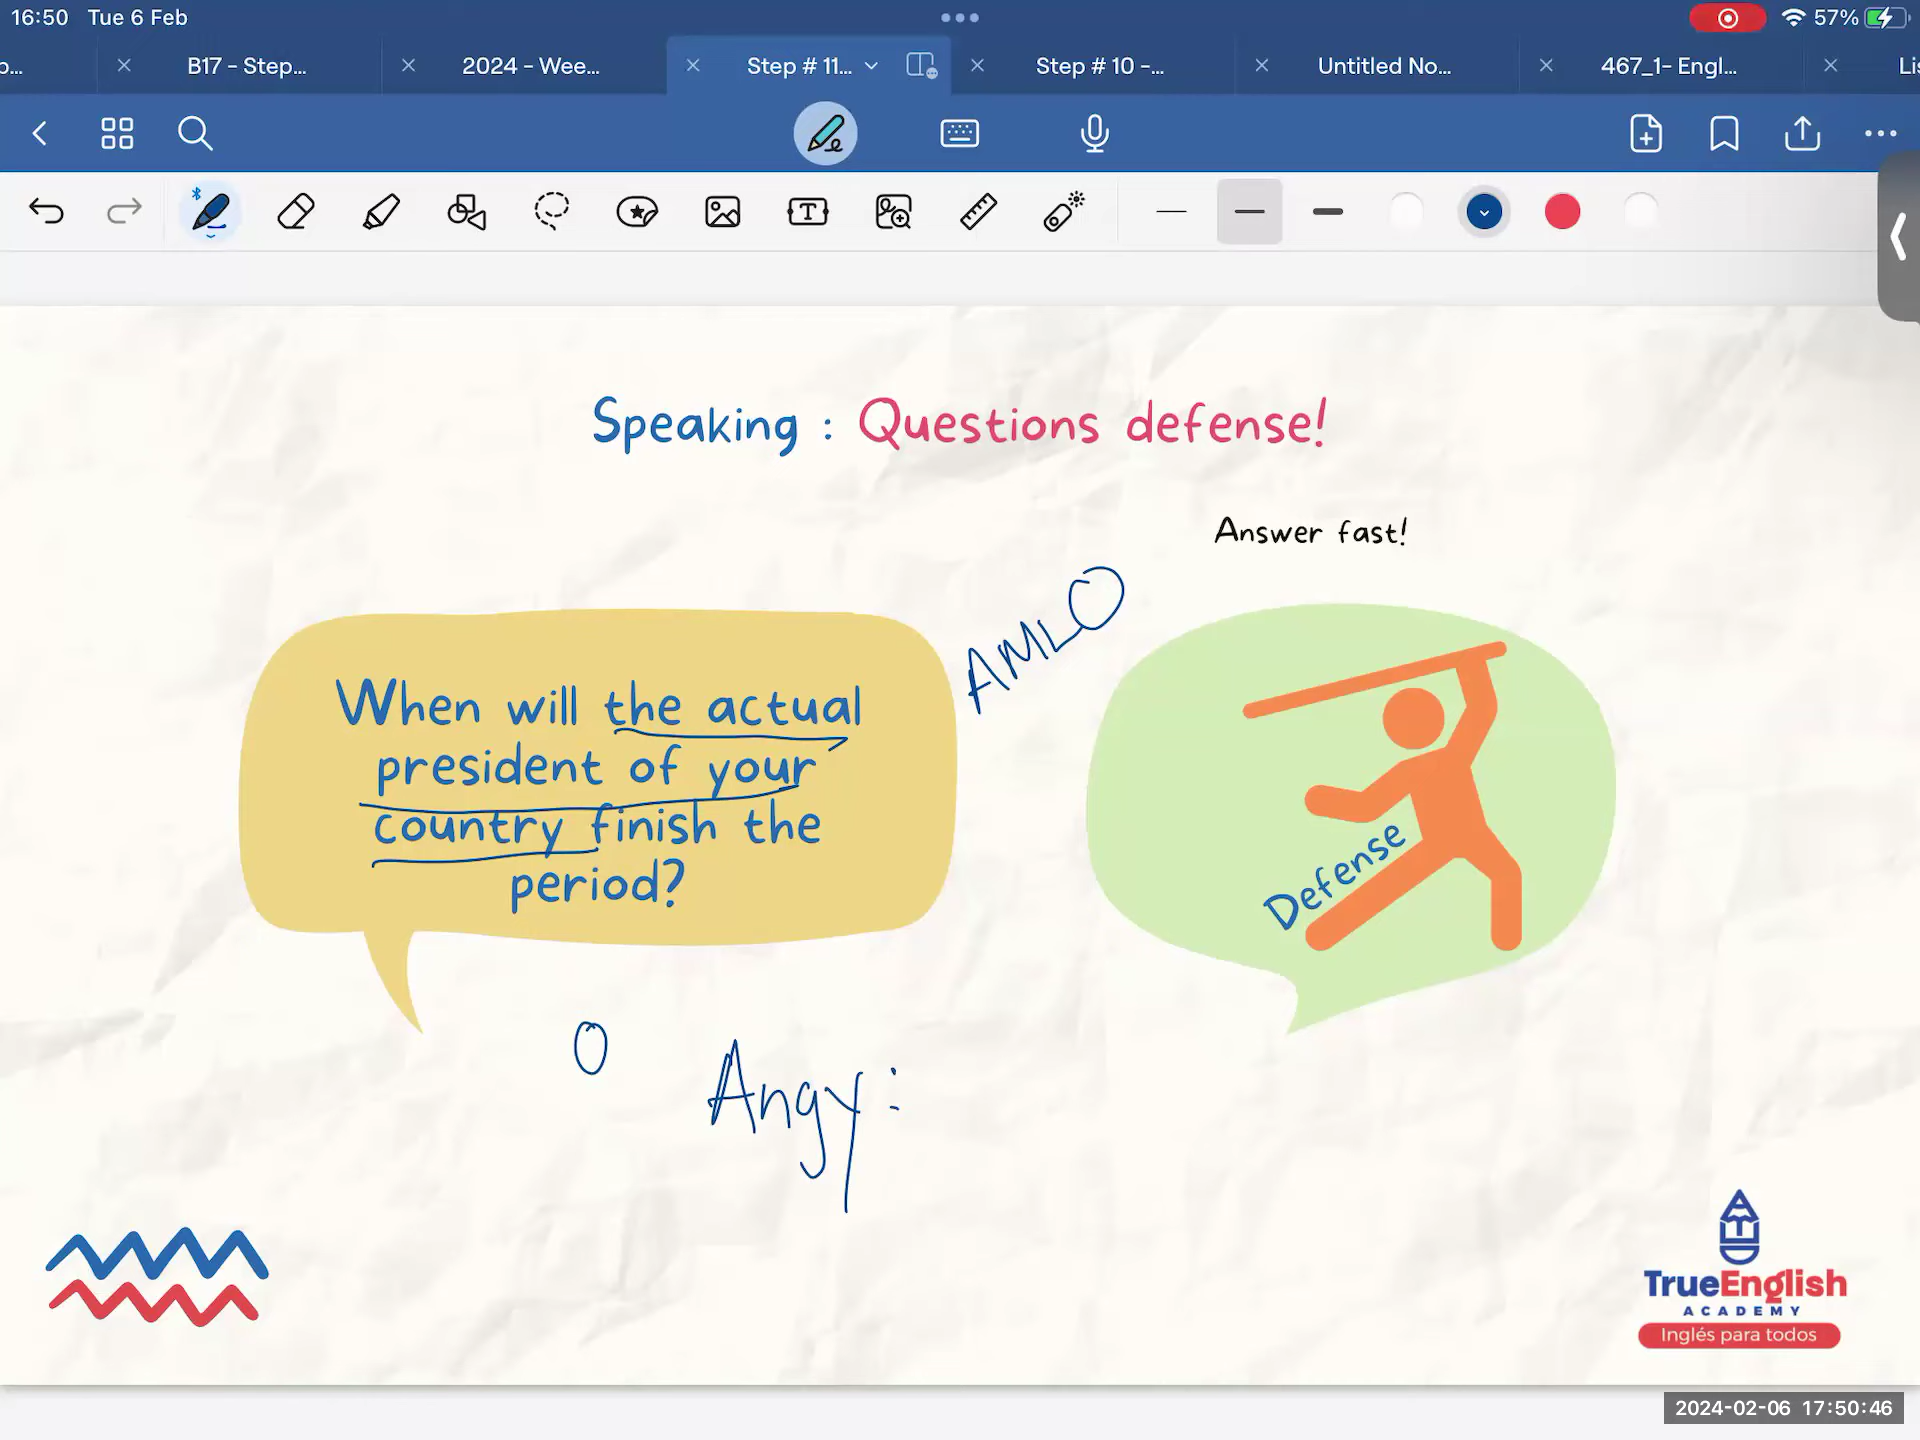 16:50 Tue 6 Feb
57%
p...
B17 - Step...
2024 - Wee...
Step # 11...
Step # 10 -...
Untitled No...
467_1- Engl...
Lis
Speaking : Questions defense!
Answer fast!
AMLO
When will the actual
president of your
country finish the
period?
Defense
O
Angy :
TrueEnglish
ACADEMY
Inglés para todos
2024-02-06 17:50:46